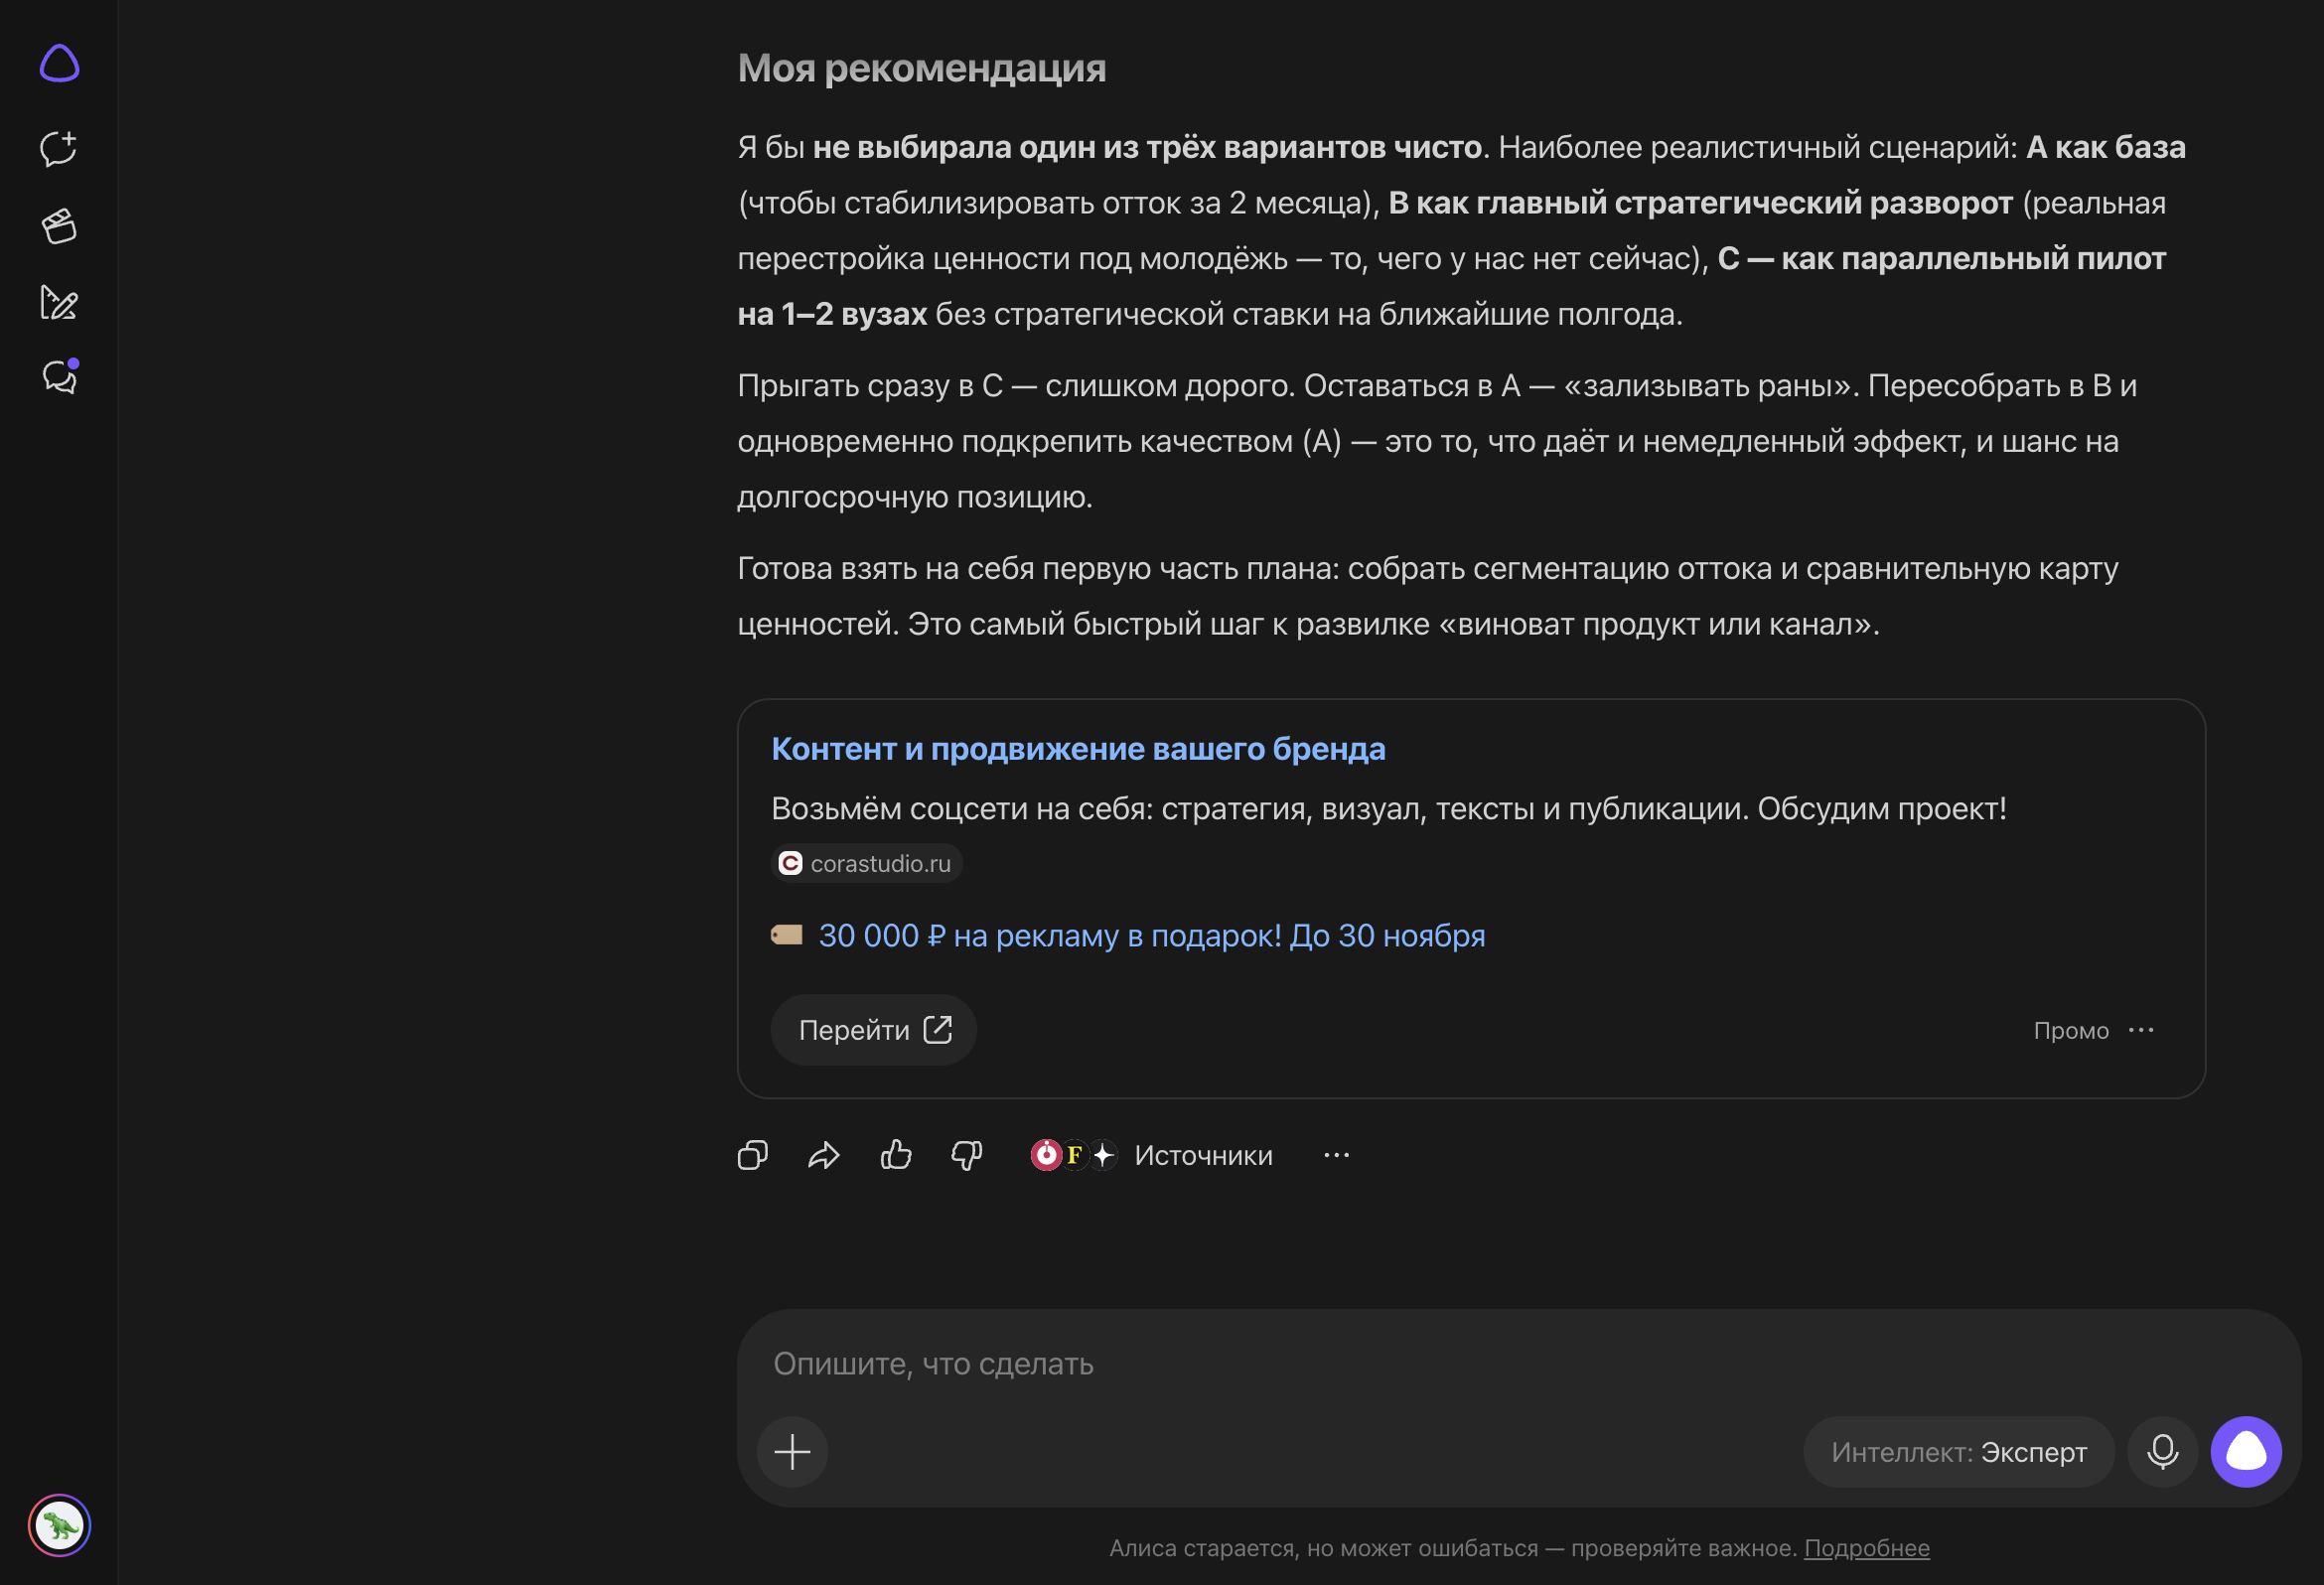 Моя рекомендация
Я бы не выбирала один из трёх вариантов чисто. Наиболее реалистичный сценарий: А как база
(чтобы стабилизировать отток за 2 месяца), В как главный стратегический разворот (реальная
перестройка ценности под молодёжь — то, чего у нас нет сейчас), С — как параллельный пилот
на 1–2 вузах без стратегической ставки на ближайшие полгода.
Прыгать сразу в С — слишком дорого. Оставаться в А — «зализывать раны». Пересобрать в В и
одновременно подкрепить качеством (А) — это то, что даёт и немедленный эффект, и шанс на
долгосрочную позицию.
Готова взять на себя первую часть плана: собрать сегментацию оттока и сравнительную карту
ценностей. Это самый быстрый шаг к развилке «виноват продукт или канал».
Контент и продвижение вашего бренда
Возьмём соцсети на себя: стратегия, визуал, тексты и публикации. Обсудим проект!
C corastudio.ru
30 000 ₽ на рекламу в подарок! До 30 ноября
Перейти
Промо
F Источники
Опишите, что сделать
Интеллект: Эксперт
Алиса старается, но может ошибаться — проверяйте важное. Подробнее